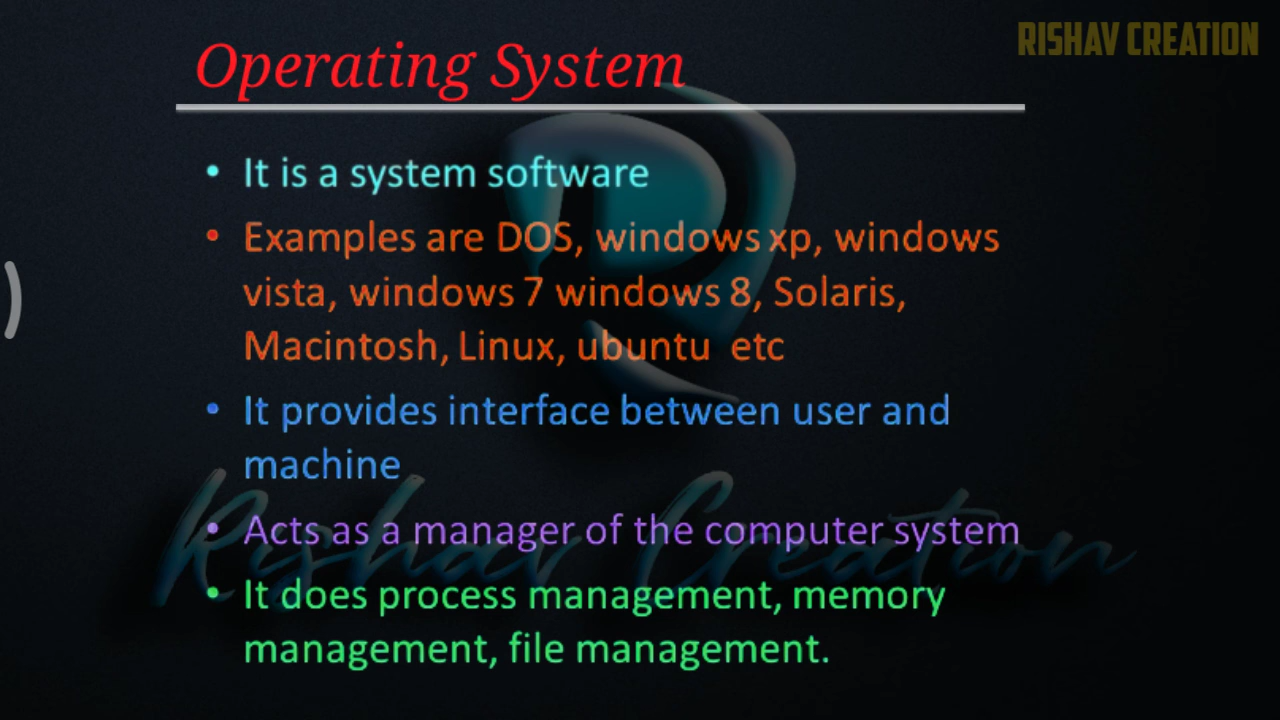 RISHAV CREATION
Operating System
• It is a system software
• Examples are DOS, windows xp, windows
vista, windows 7 windows 8, Solaris,
Macintosh, Linux, ubuntu etc
• It provides interface between user and
machine
• Acts as a manager of the computer system
Rishav Creation
• It does process management, memory
management, file management.